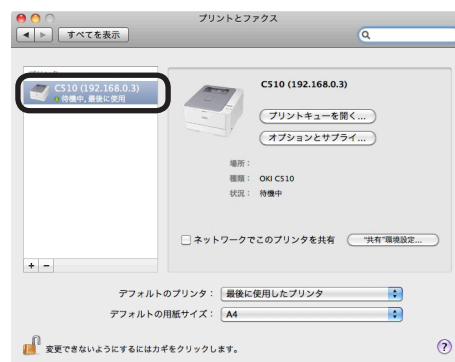 プリントとファクス
すべてを表示
C510 (192.168.0.3)
待機中, 最後に使用
C510 (192.168.0.3)
プリントキューを開く...
オプションとサプライ...
場所：
種類： OKI C510
状況： 待機中
ネットワークでこのプリンタを共有
"共有"環境設定...
+ −
デフォルトのプリンタ： 最後に使用したプリンタ
デフォルトの用紙サイズ： A4
変更できないようにするにはカギをクリックします。
?